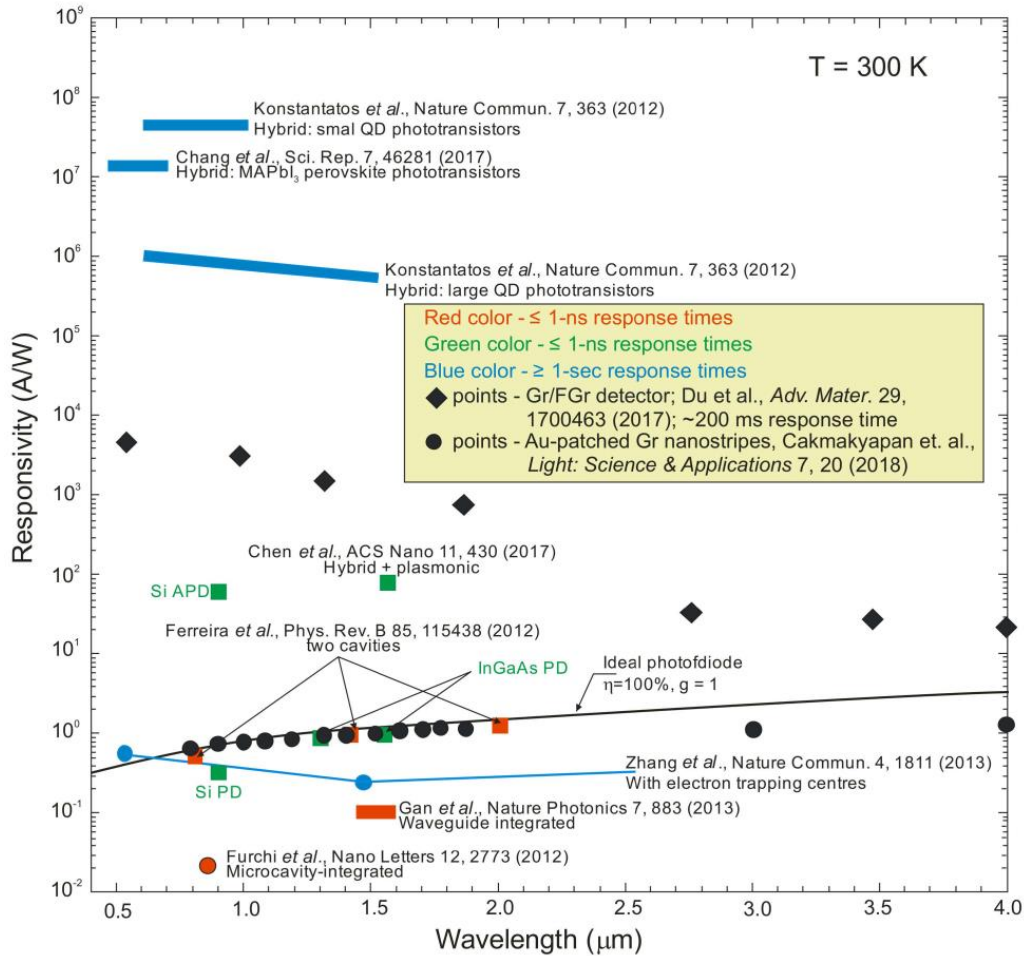 T = 300 K
Konstantatos et al., Nature Commun. 7, 363 (2012)
Hybrid: smal QD phototransistors
Chang et al., Sci. Rep. 7, 46281 (2017)
Hybrid: MAPbI3 perovskite phototransistors
Konstantatos et al., Nature Commun. 7, 363 (2012)
Hybrid: large QD phototransistors
Red color - ≤ 1-ns response times
Green color - ≤ 1-ns response times
Blue color - ≥ 1-sec response times
points - Gr/FGr detector; Du et al., Adv. Mater. 29,
1700463 (2017); ~200 ms response time
points - Au-patched Gr nanostripes, Cakmakyapan et. al.,
Light: Science & Applications 7, 20 (2018)
Chen et al., ACS Nano 11, 430 (2017)
Hybrid + plasmonic
Si APD
Ferreira et al., Phys. Rev. B 85, 115438 (2012)
two cavities
InGaAs PD
Ideal photofdiode
η=100%, g = 1
Zhang et al., Nature Commun. 4, 1811 (2013)
With electron trapping centres
Si PD
Gan et al., Nature Photonics 7, 883 (2013)
Waveguide integrated
Furchi et al., Nano Letters 12, 2773 (2012)
Microcavity-integrated
Responsivity (A/W)
10^9
10^8
10^7
10^6
10^5
10^4
10^3
10^2
10^1
10^0
10^-1
10^-2
0.5 1.0 1.5 2.0 2.5 3.0 3.5 4.0
Wavelength (μm)